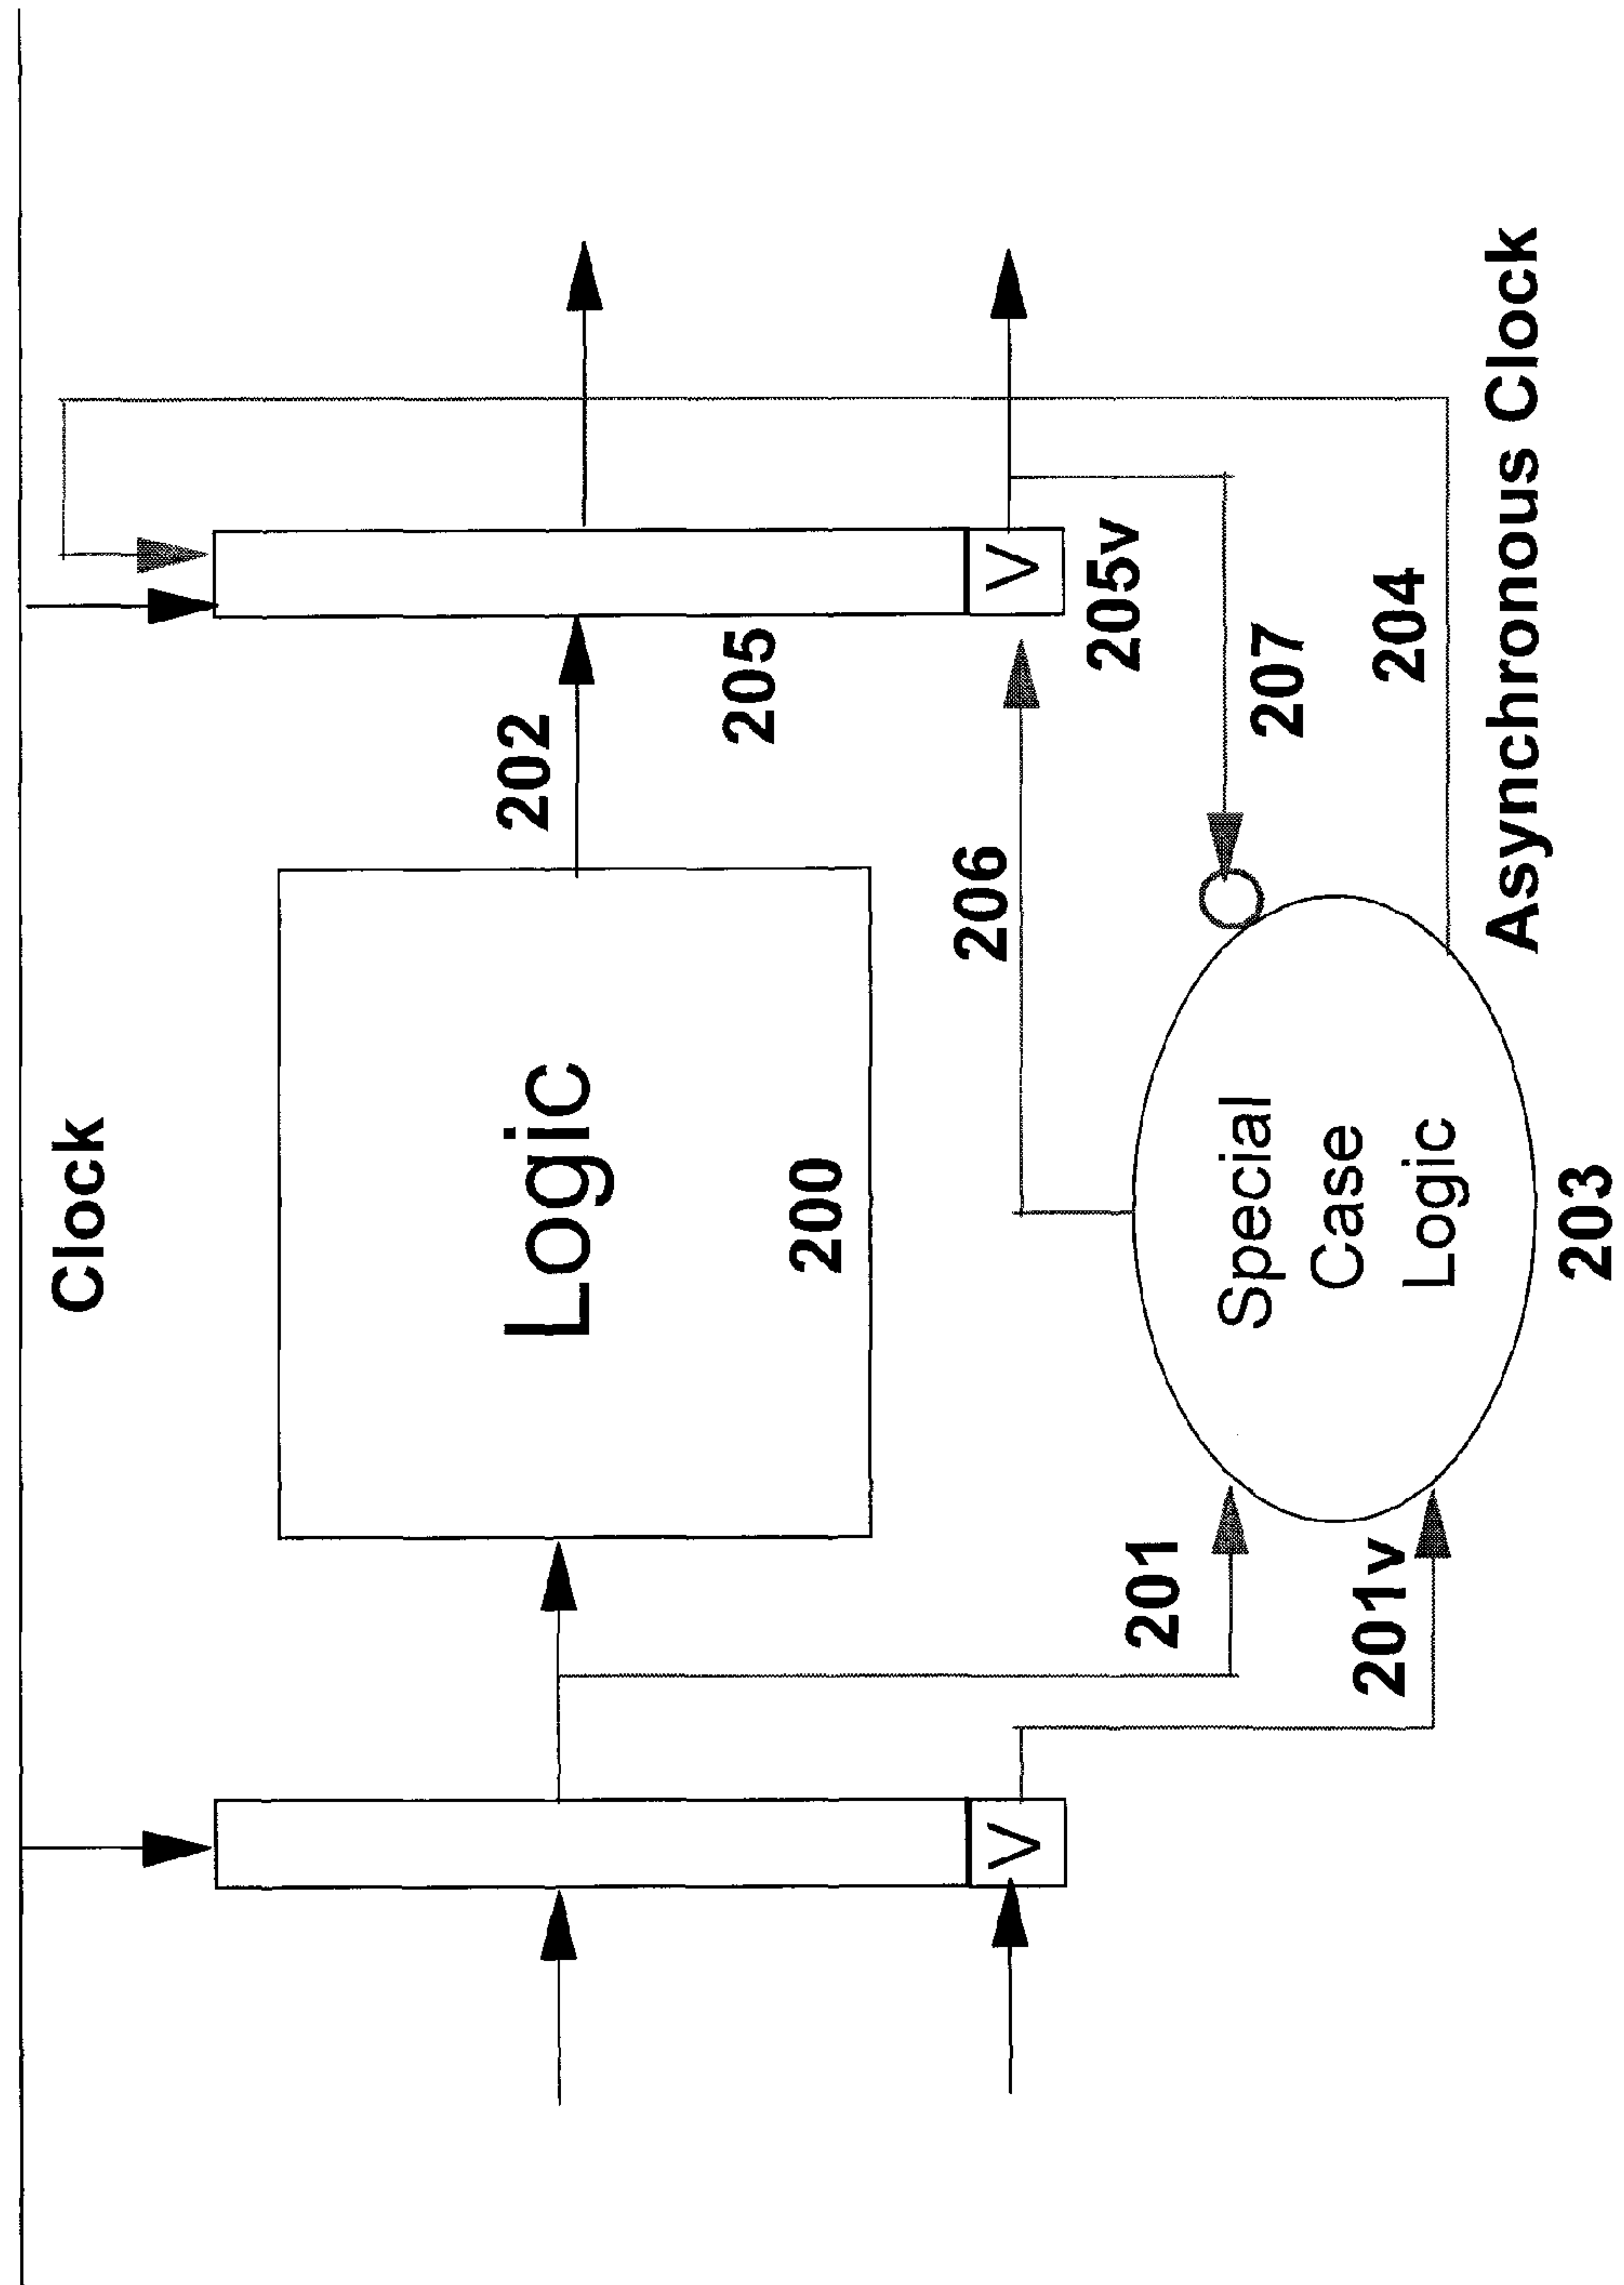 Clock
Logic
200
202
205
V
V
205v
206
207
201
201v
204
Special
Case
Logic
203
Asynchronous Clock